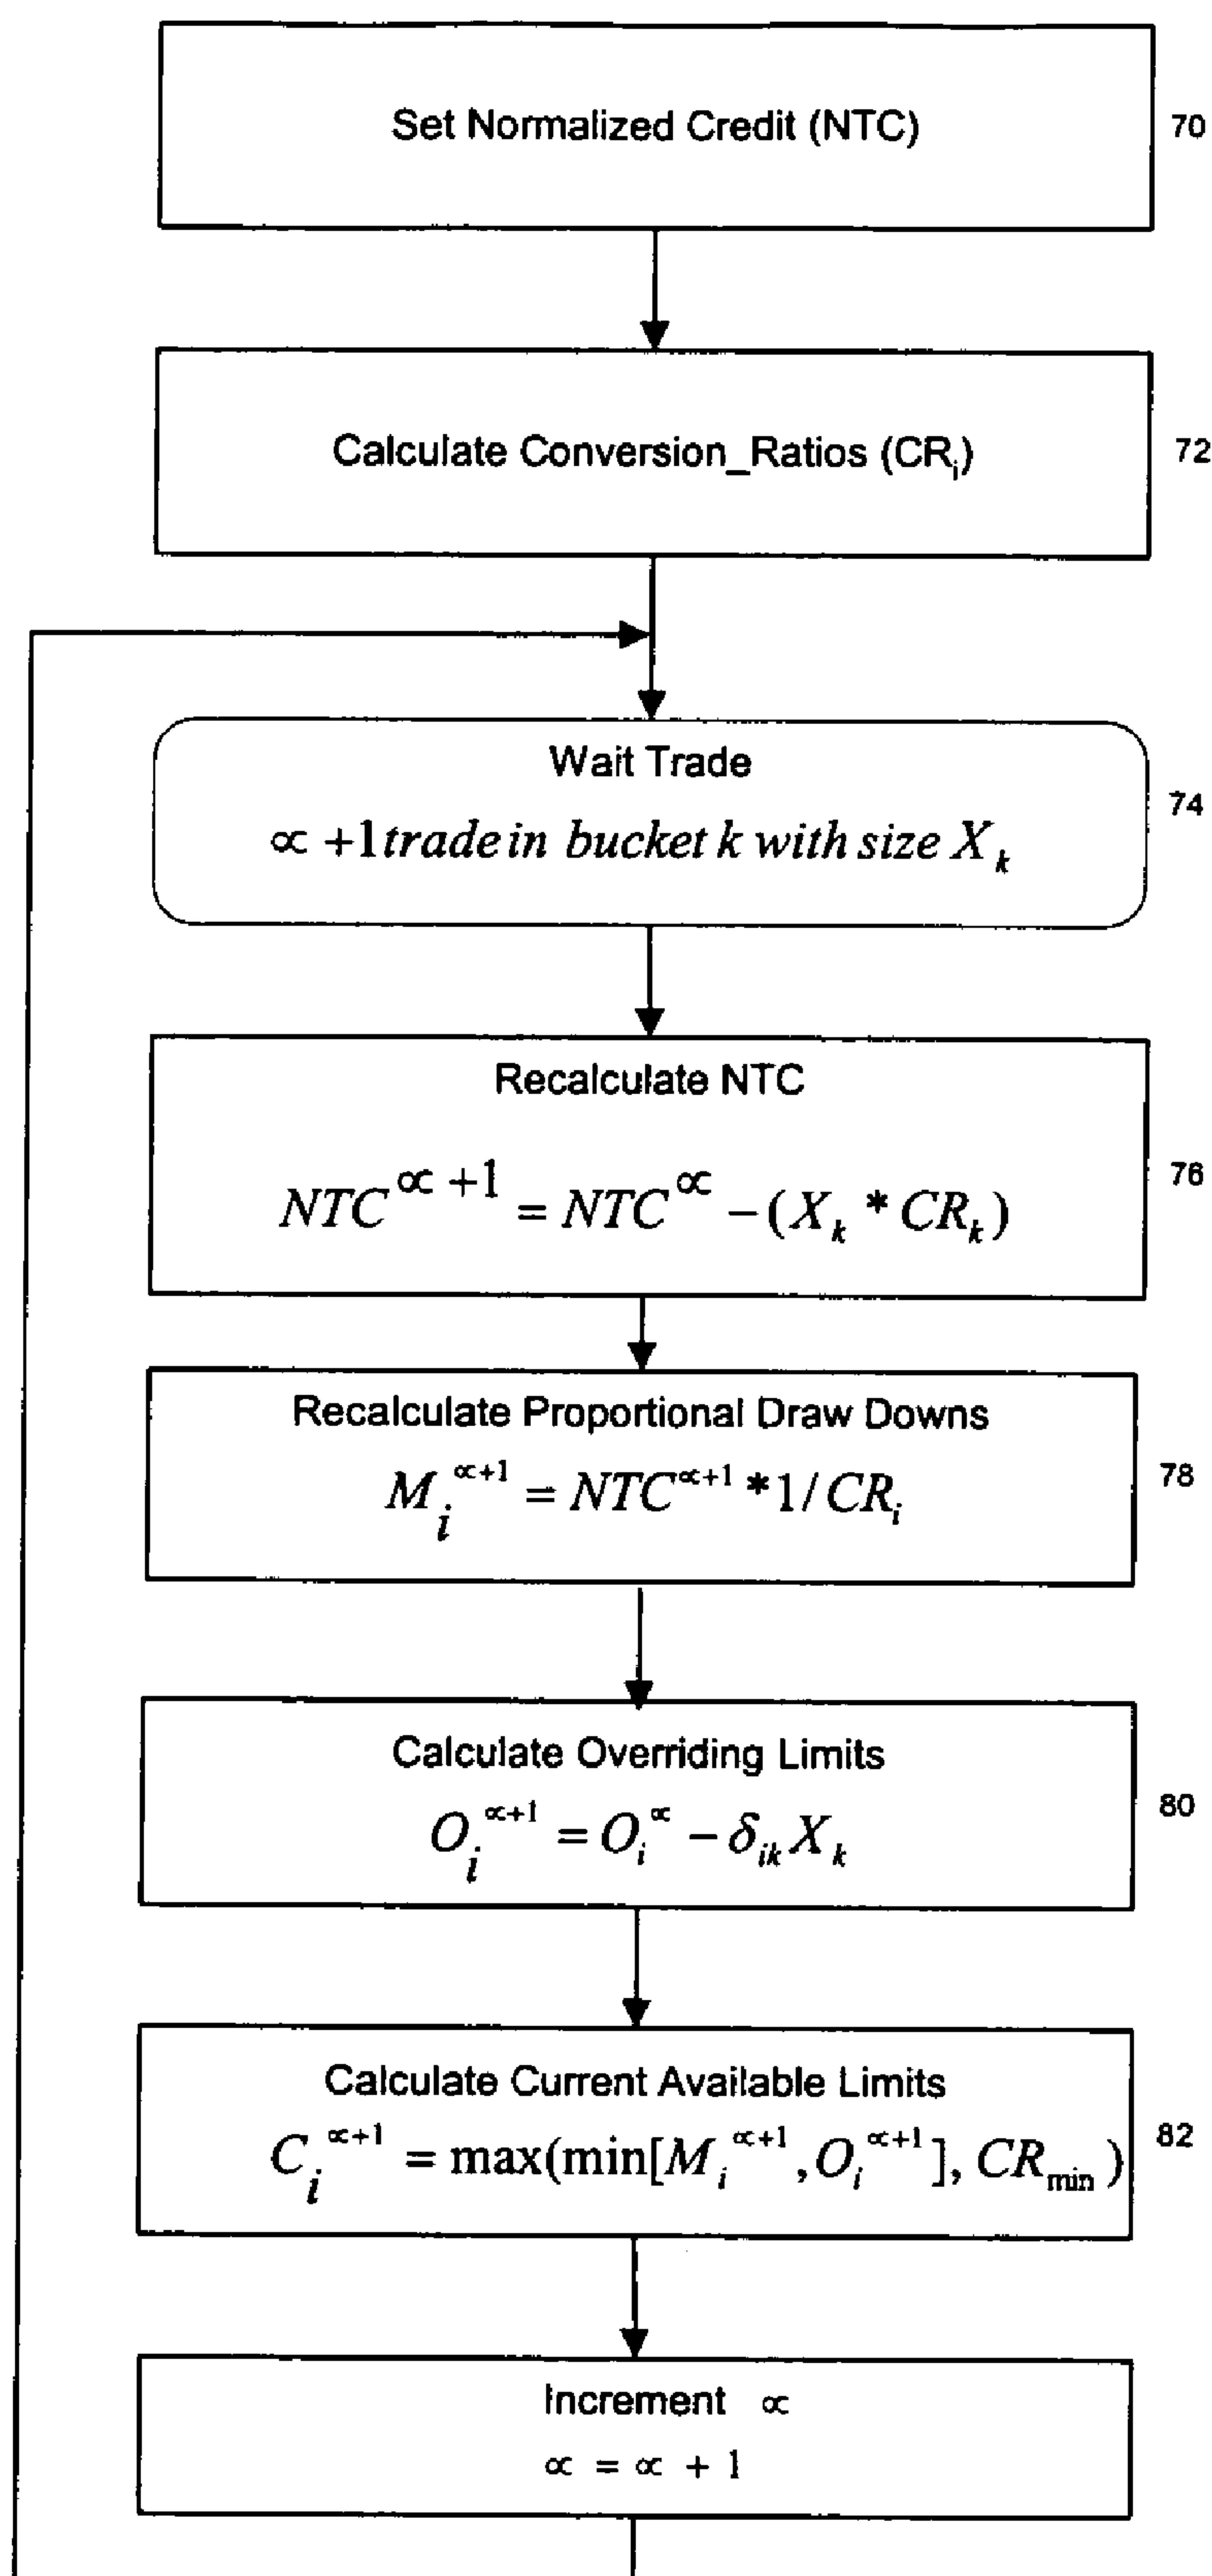 Set Normalized Credit (NTC)
70
Calculate Conversion_Ratios (CR_i)
72
Wait Trade
74
∝ +1 trade in bucket k with size X_k
Recalculate NTC
76
NTC^{∝+1} = NTC^∝ − (X_k * CR_k)
Recalculate Proportional Draw Downs
78
M_i^{∝+1} = NTC^{∝+1} * 1 / CR_i
Calculate Overriding Limits
80
O_i^{∝+1} = O_i^∝ − δ_{ik} X_k
Calculate Current Available Limits
82
C_i^{∝+1} = max(min[M_i^{∝+1}, O_i^{∝+1}], CR_min)
Increment ∝
∝ = ∝ + 1